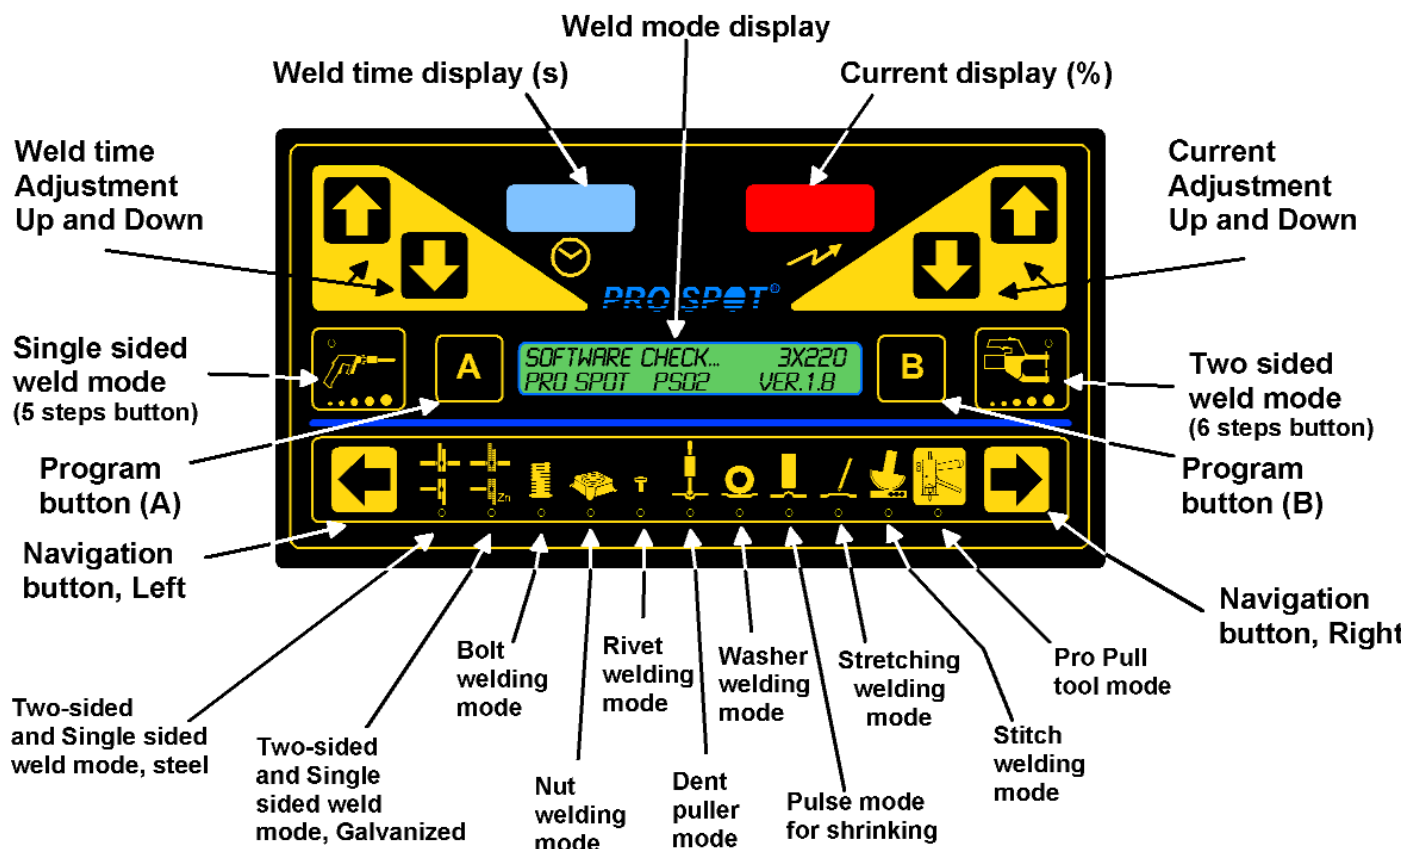 Weld mode display
Weld time display (s)
Current display (%)
Weld time
Adjustment
Up and Down
Current
Adjustment
Up and Down
PRO SPOT®
Single sided
weld mode
(5 steps button)
A
SOFTWARE CHECK... 3X220
PRO SPOT PS02 VER.1.8
B
Two sided
weld mode
(6 steps button)
Program
button (A)
Zn
Program
button (B)
Navigation
button, Left
Navigation
button, Right
Two-sided
and Single sided
weld mode, steel
Two-sided
and Single
sided weld
mode, Galvanized
Bolt
welding
mode
Nut
welding
mode
Rivet
welding
mode
Dent
puller
mode
Washer
welding
mode
Pulse mode
for shrinking
Stretching
welding
mode
Stitch
welding
mode
Pro Pull
tool mode